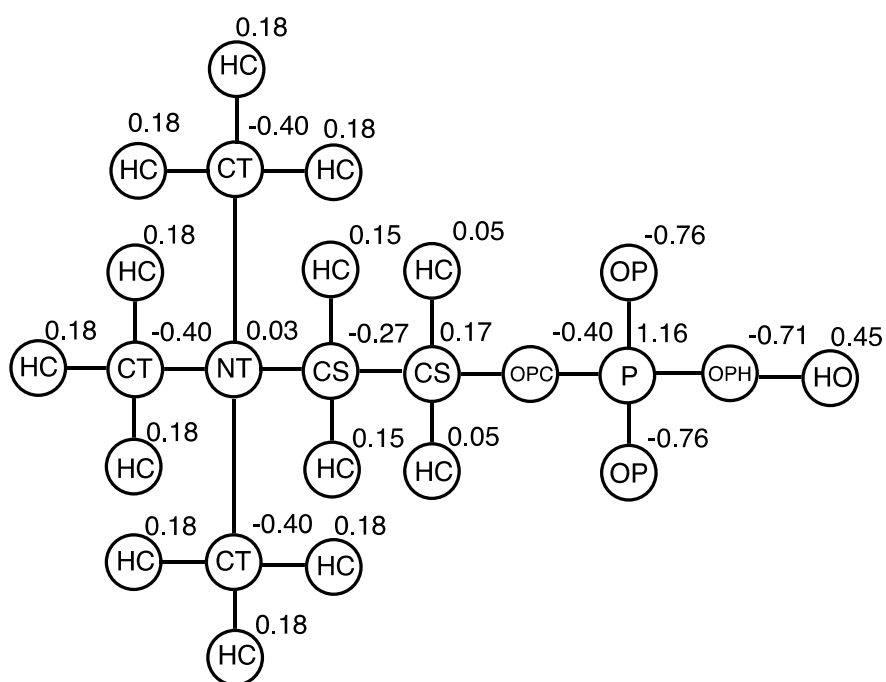 0.18
HC
0.18 -0.40 0.18
HC CT HC
0.18 0.15 0.05 -0.76
HC HC HC OP
0.18 -0.40 0.03 -0.27 0.17 -0.40 1.16 -0.71 0.45
HC CT NT CS CS OPC P OPH HO
0.18 0.15 0.05 -0.76
HC HC HC OP
0.18 -0.40 0.18
HC CT HC
0.18
HC